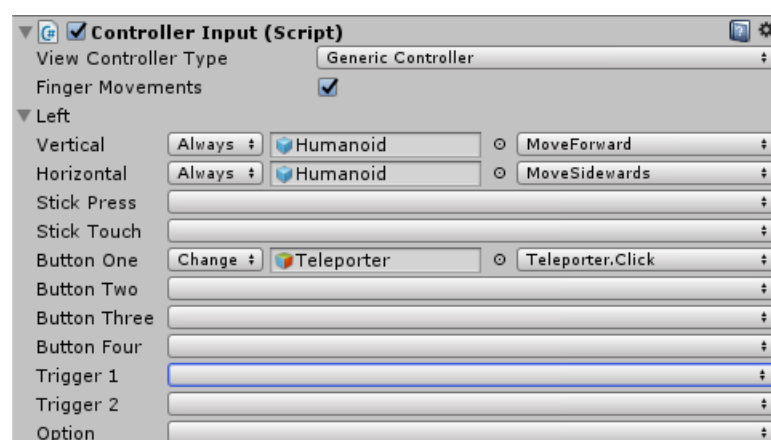 Controller Input (Script)
View Controller Type Generic Controller
Finger Movements
Left
Vertical Always Humanoid MoveForward
Horizontal Always Humanoid MoveSidewards
Stick Press
Stick Touch
Button One Change Teleporter Teleporter.Click
Button Two
Button Three
Button Four
Trigger 1
Trigger 2
Option